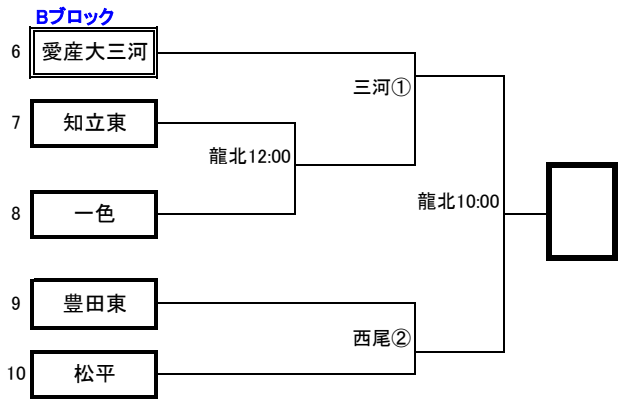 Bブロック
6 愛産大三河
三河①
7 知立東
龍北12:00
8 一色
龍北10:00
9 豊田東
西尾②
10 松平